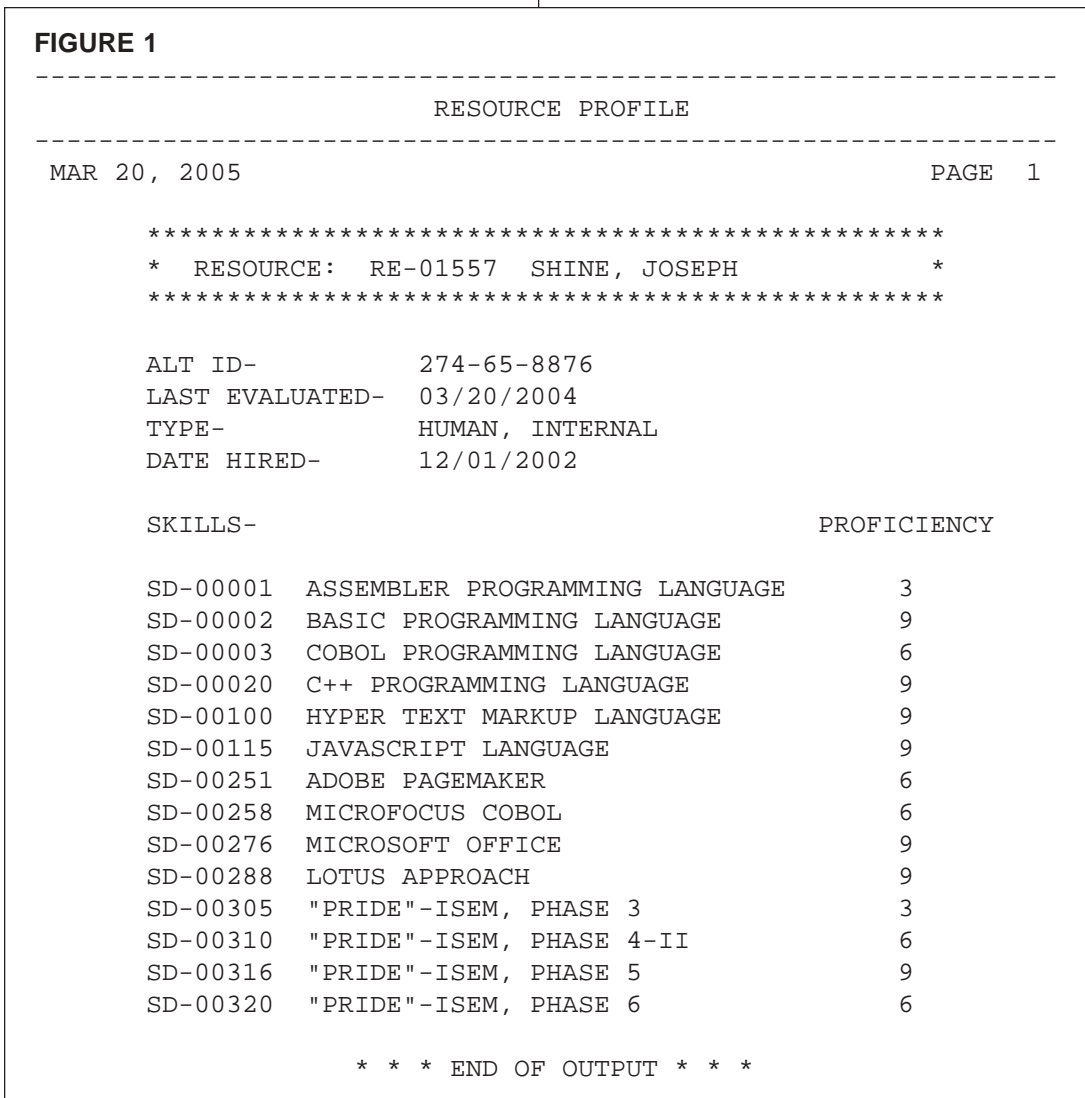 FIGURE 1
----------------------------------------------------------------
RESOURCE PROFILE
----------------------------------------------------------------
MAR 20, 2005 PAGE 1
**************************************************
* RESOURCE: RE-01557 SHINE, JOSEPH *
**************************************************
ALT ID- 274-65-8876
LAST EVALUATED- 03/20/2004
TYPE- HUMAN, INTERNAL
DATE HIRED- 12/01/2002
SKILLS- PROFICIENCY
SD-00001 ASSEMBLER PROGRAMMING LANGUAGE 3
SD-00002 BASIC PROGRAMMING LANGUAGE 9
SD-00003 COBOL PROGRAMMING LANGUAGE 6
SD-00020 C++ PROGRAMMING LANGUAGE 9
SD-00100 HYPER TEXT MARKUP LANGUAGE 9
SD-00115 JAVASCRIPT LANGUAGE 9
SD-00251 ADOBE PAGEMAKER 6
SD-00258 MICROFOCUS COBOL 6
SD-00276 MICROSOFT OFFICE 9
SD-00288 LOTUS APPROACH 9
SD-00305 "PRIDE"-ISEM, PHASE 3 3
SD-00310 "PRIDE"-ISEM, PHASE 4-II 6
SD-00316 "PRIDE"-ISEM, PHASE 5 9
SD-00320 "PRIDE"-ISEM, PHASE 6 6
* * * END OF OUTPUT * * *